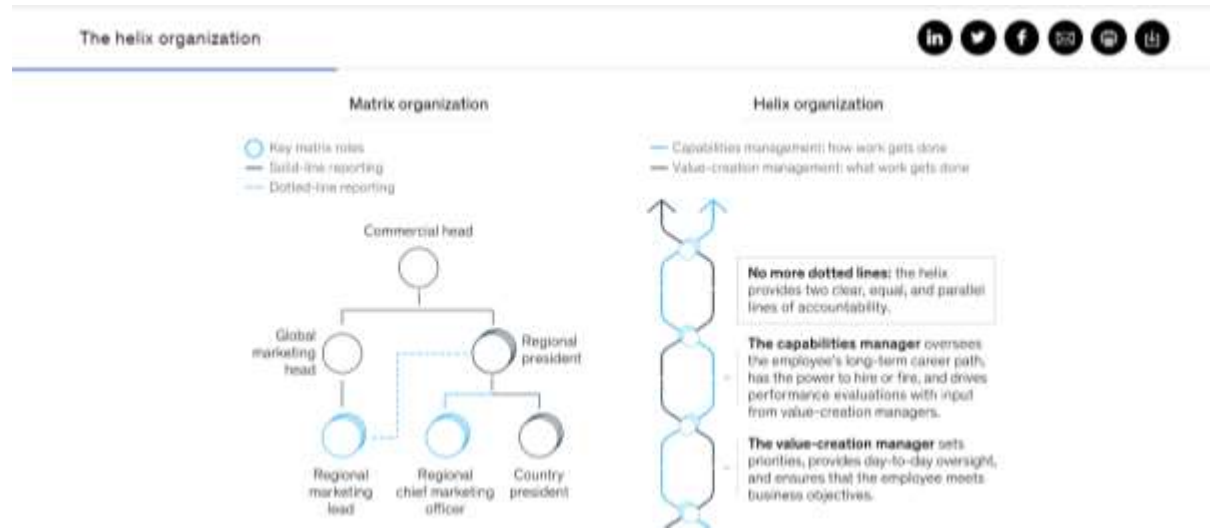 The helix organization
in
f
Matrix organization
Key matrix roles
Solid-line reporting
Dotted-line reporting
Commercial head
Global
marketing
head
Regional
president
Regional
marketing
lead
Regional
chief marketing
officer
Country
president
Helix organization
Capabilities management: how work gets done
Value-creation management: what work gets done
No more dotted lines: the helix
provides two clear, equal, and parallel
lines of accountability.
The capabilities manager oversees
the employee's long-term career path,
has the power to hire or fire, and drives
performance evaluations with input
from value-creation managers.
The value-creation manager sets
priorities, provides day-to-day oversight,
and ensures that the employee meets
business objectives.